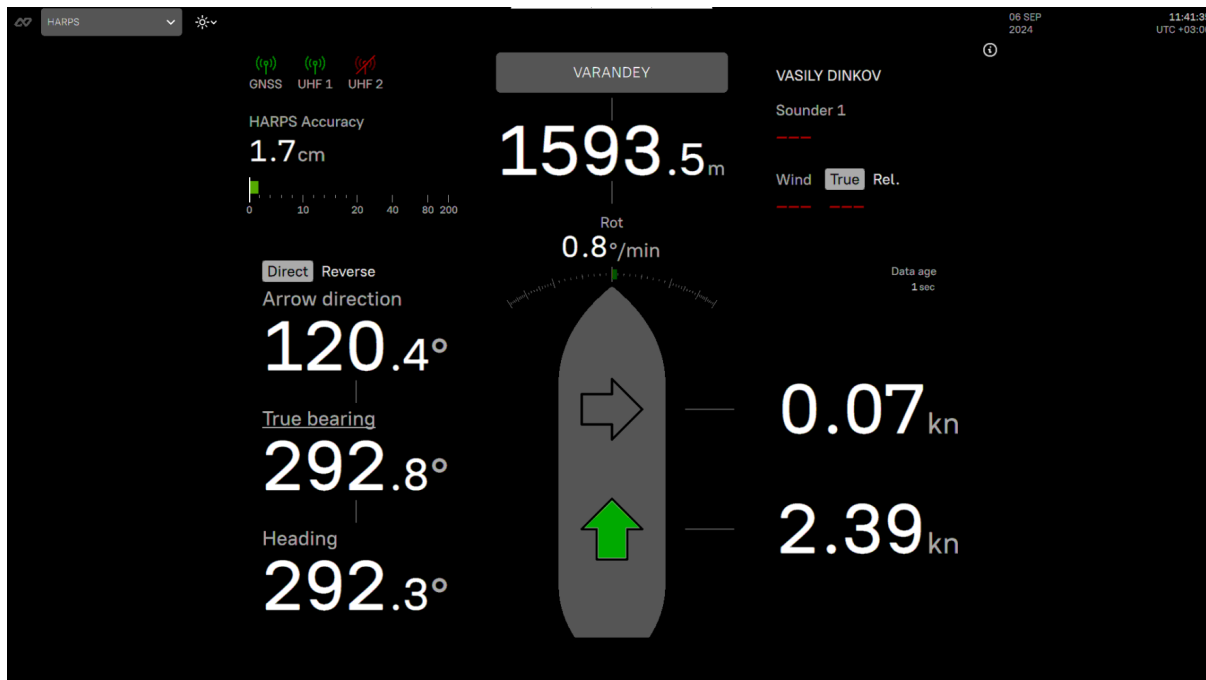 HARPS
06 SEP
2024
11:41:39
UTC +03:00
GNSS UHF 1 UHF 2
HARPS Accuracy
1.7cm
0 10 20 40 80 200
VARANDEY
1593.5m
Rot
0.8°/min
VASILY DINKOV
Sounder 1
---
Wind True Rel.
--- ---
Data age
1 sec
Direct Reverse
Arrow direction
120.4°
True bearing
292.8°
Heading
292.3°
0.07kn
2.39kn